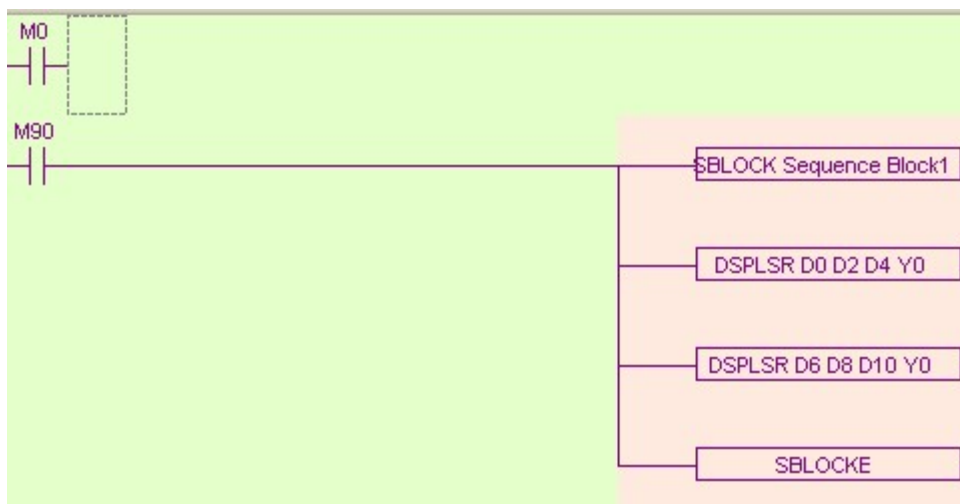 M0
M90
SBLOCK Sequence Block1
DSPLSR D0 D2 D4 Y0
DSPLSR D6 D8 D10 Y0
SBLOCKE